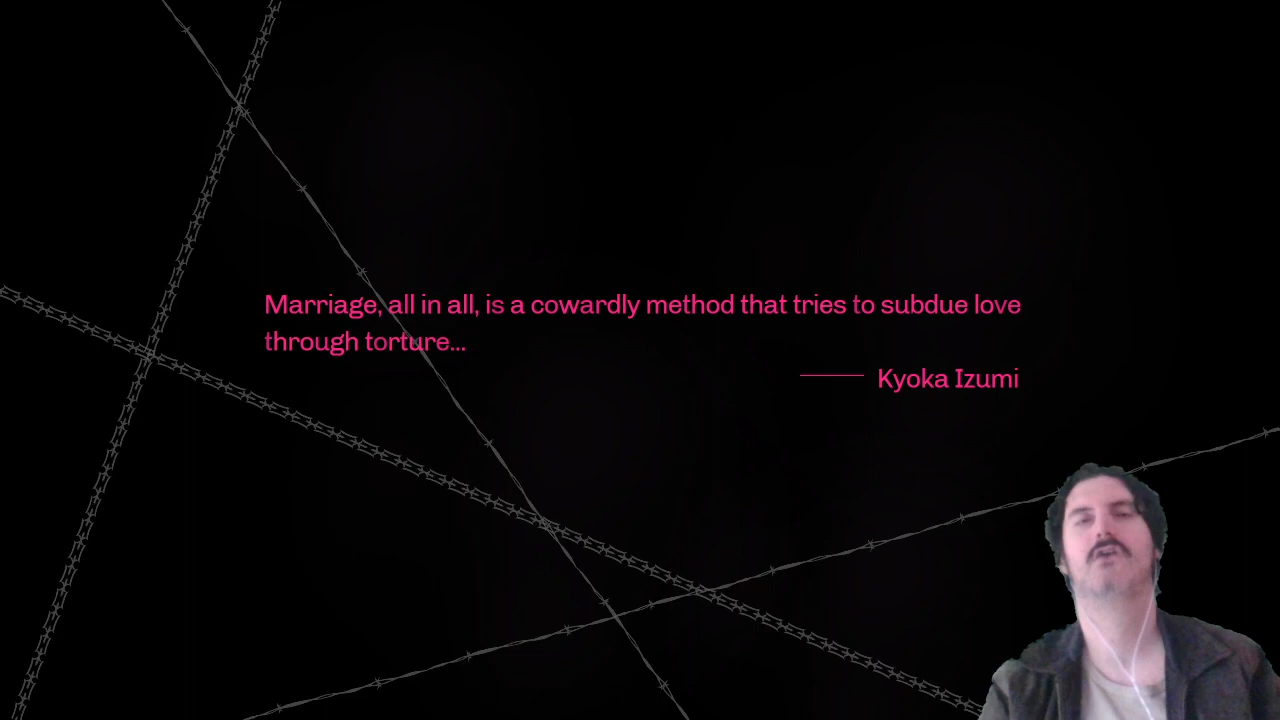 Marriage, all in all, is a cowardly method that tries to subdue love
through torture...
Kyoka Izumi